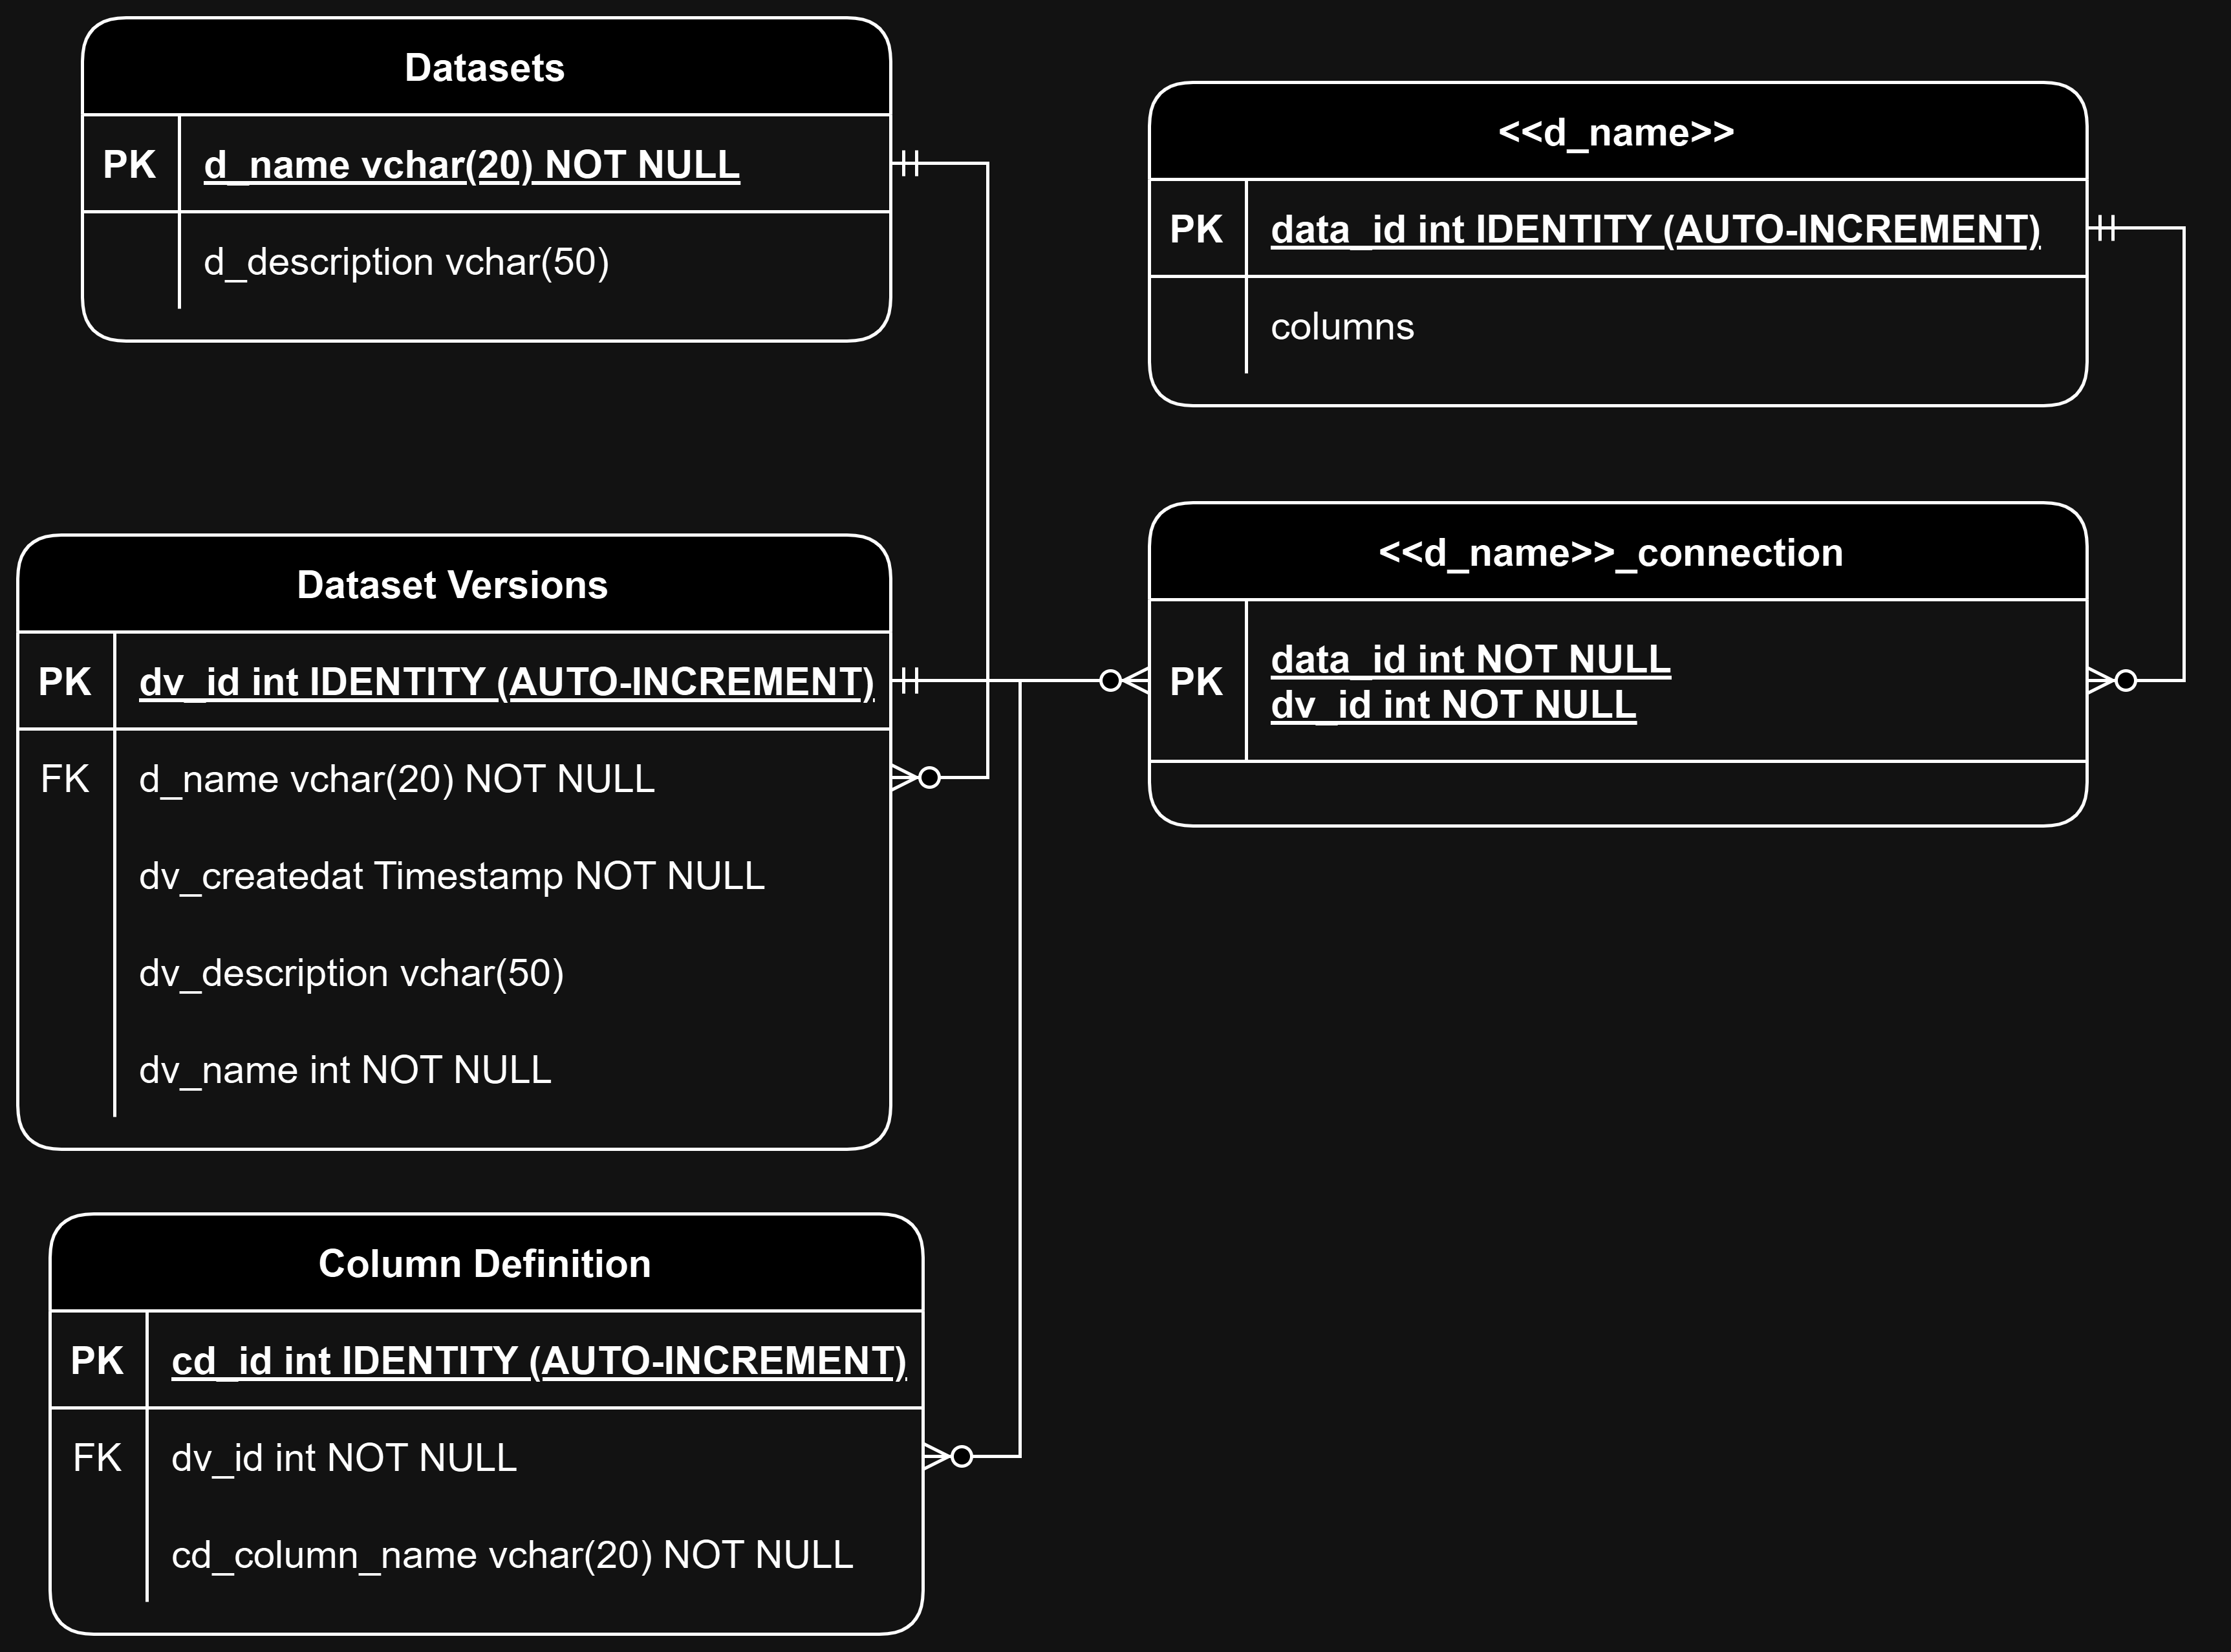 Datasets
PK
d_name vchar(20) NOT NULL
d_description vchar(50)
Dataset Versions
PK
dv_id int IDENTITY (AUTO-INCREMENT)
FK
d_name vchar(20) NOT NULL
dv_createdat Timestamp NOT NULL
dv_description vchar(50)
dv_name int NOT NULL
Column Definition
PK
cd_id int IDENTITY (AUTO-INCREMENT)
FK
dv_id int NOT NULL
cd_column_name vchar(20) NOT NULL
<<d_name>>
PK
data_id int IDENTITY (AUTO-INCREMENT)
columns
<<d_name>>_connection
PK
data_id int NOT NULL
dv_id int NOT NULL